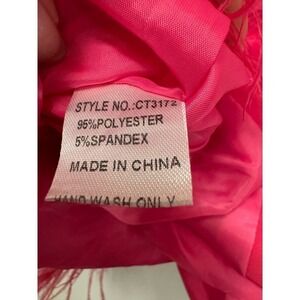 STYLE NO.:CT3172
95%POLYESTER
5%SPANDEX
MADE IN CHINA
HAND WASH ONLY